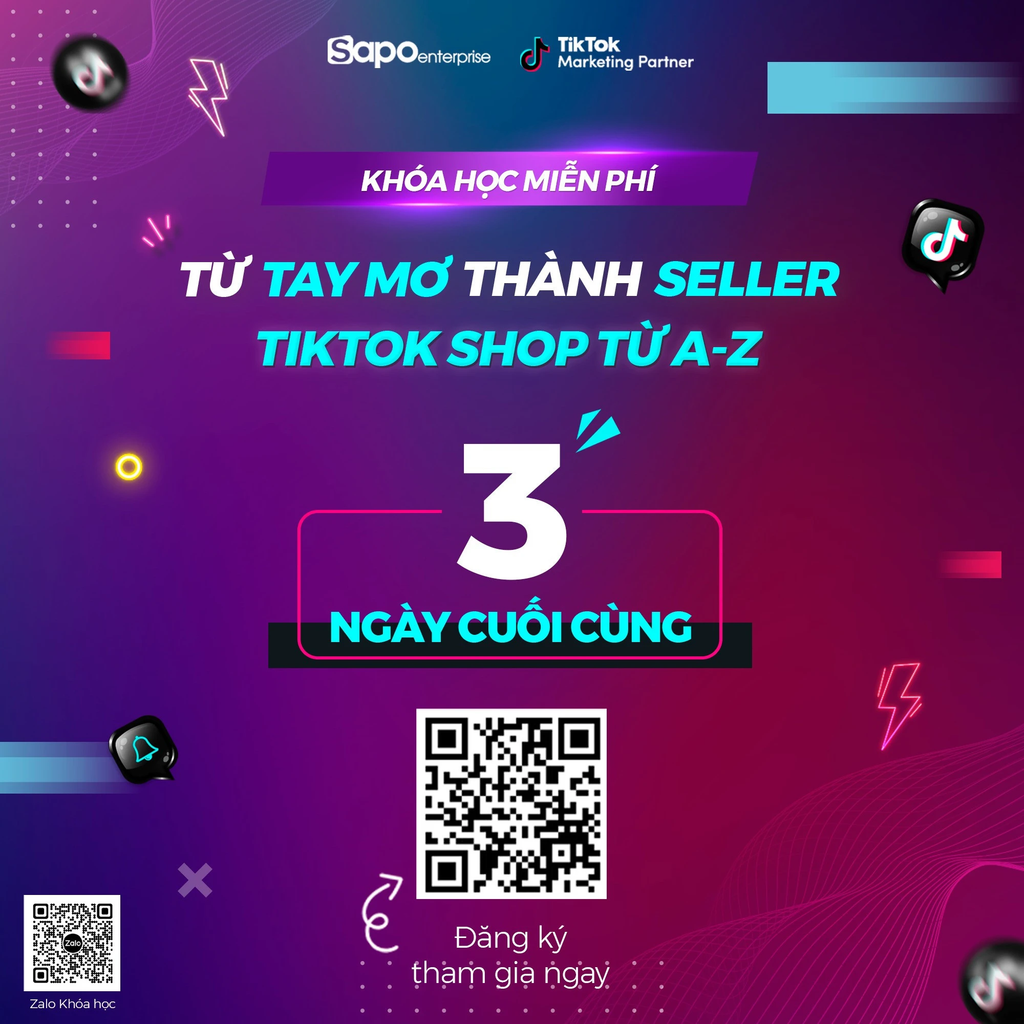 Sapo enterprise
TikTok
Marketing Partner
KHÓA HỌC MIỄN PHÍ
TỪ TAY MƠ THÀNH SELLER
TIKTOK SHOP TỪ A-Z
3
NGÀY CUỐI CÙNG
Đăng ký
tham gia ngay
Zalo
Zalo Khóa học